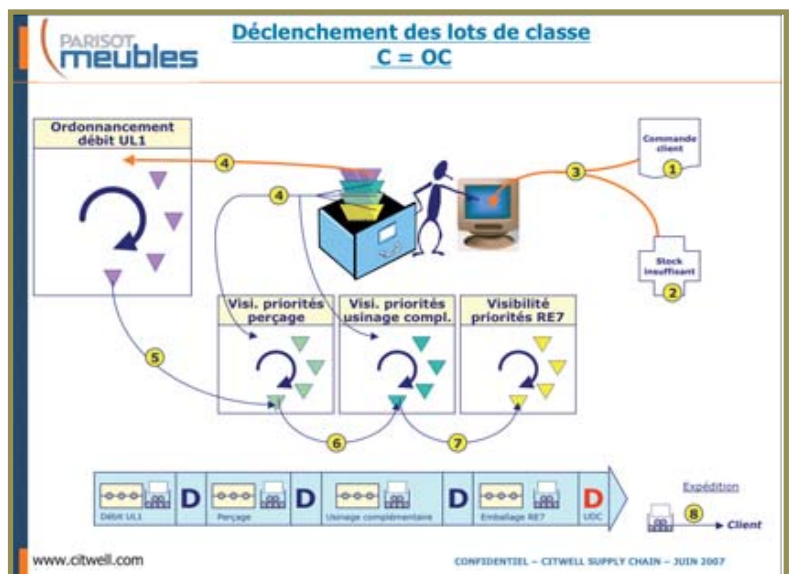 PARISOT
meubles
Déclenchement des lots de classe
C = OC
Ordonnancement
débit UL1
4
4
3
Commande
client
1
Stock
insuffisant
2
Visi. priorités
perçage
Visi. priorités
usinage compl.
Visibilité
priorités RE7
5
6
7
D
D
D
D
Débit UL1
Perçage
Usinage complémentaire
Emballage RE7
UDC
Expédition
8
Client
www.citwell.com
CONFIDENTIEL – CITWELL SUPPLY CHAIN – JUIN 2007